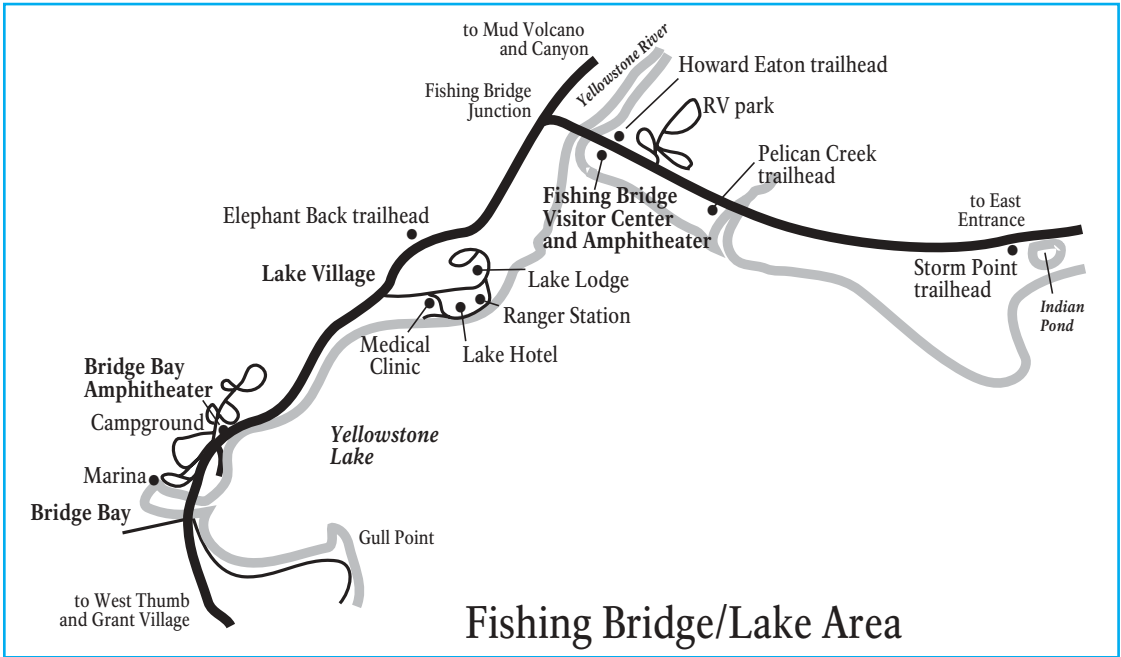 to Mud Volcano
and Canyon
Yellowstone River
Howard Eaton trailhead
Fishing Bridge
Junction
RV park
Pelican Creek
trailhead
Fishing Bridge
Visitor Center
and Amphitheater
to East
Entrance
Elephant Back trailhead
Lake Village
Lake Lodge
Storm Point
trailhead
Indian
Pond
Ranger Station
Medical
Clinic
Lake Hotel
Bridge Bay
Amphitheater
Campground
Yellowstone
Lake
Marina
Bridge Bay
Gull Point
to West Thumb
and Grant Village
Fishing Bridge/Lake Area